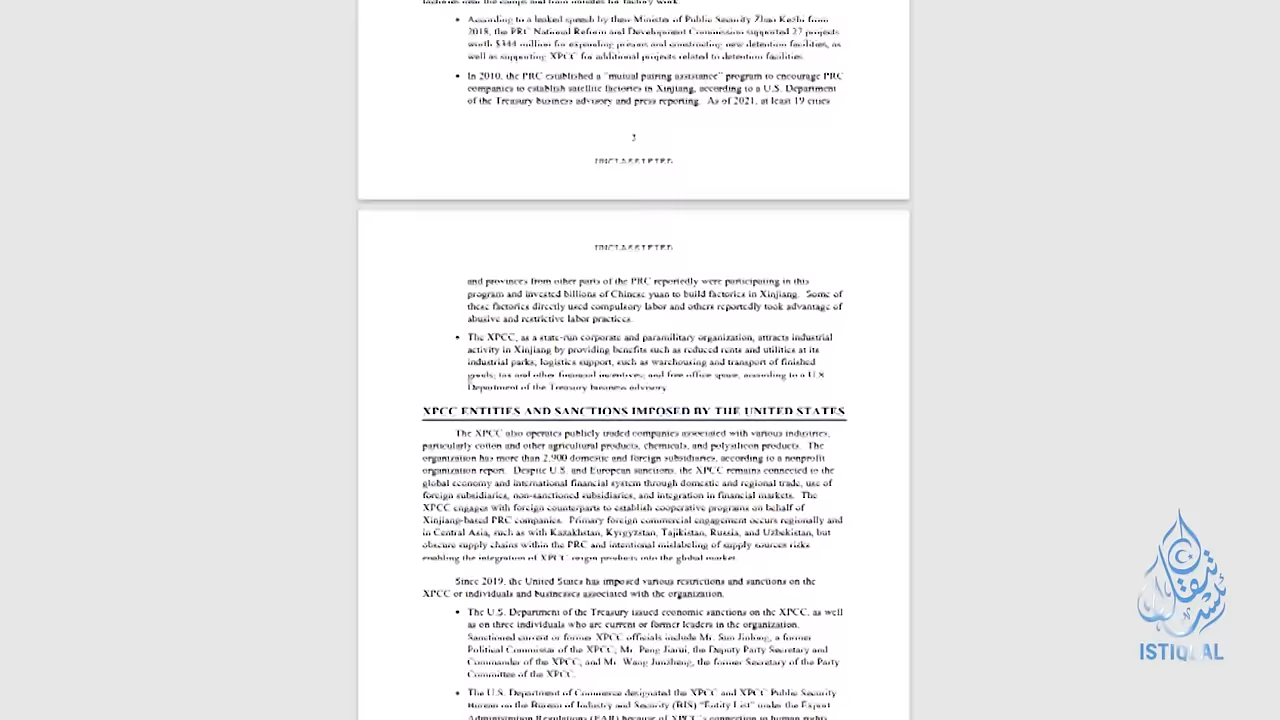 According to a leaked speech by then-Minister of Public Security Zhao Kezhi from
2018, the PRC National Reform and Development Commission supported 27 projects
worth $344 million for expanding prisons and constructing new detention facilities, as
well as supporting XPCC for additional projects related to detention facilities.
In 2010, the PRC established a "mutual pairing assistance" program to encourage PRC
companies to establish satellite factories in Xinjiang, according to a U.S. Department
of the Treasury business advisory and press reporting. As of 2021, at least 19 cities
UNCLASSIFIED
UNCLASSIFIED
and provinces from other parts of the PRC reportedly were participating in this
program and invested billions of Chinese yuan to build factories in Xinjiang. Some of
these factories directly used compulsory labor and others reportedly took advantage of
abusive and restrictive labor practices.
The XPCC, as a state-run corporate and paramilitary organization, attracts industrial
activity in Xinjiang by providing benefits such as reduced rents and utilities at its
industrial parks; logistics support, such as warehousing and transport of finished
goods; tax and other financial incentives; and free office space, according to a U.S.
Department of the Treasury business advisory.
XPCC ENTITIES AND SANCTIONS IMPOSED BY THE UNITED STATES
The XPCC also operates publicly traded companies associated with various industries,
particularly cotton and other agricultural products, chemicals, and polysilicon products. The
organization has more than 2,900 domestic and foreign subsidiaries, according to a nonprofit
organization report. Despite U.S. and European sanctions, the XPCC remains connected to the
global economy and international financial system through domestic and regional trade, use of
foreign subsidiaries, non-sanctioned subsidiaries, and integration in financial markets. The
XPCC engages with foreign counterparts to establish cooperative programs on behalf of
Xinjiang-based PRC companies. Primary foreign commercial engagement occurs regionally and
in Central Asia, such as with Kazakhstan, Kyrgyzstan, Tajikistan, Russia, and Uzbekistan, but
obscure supply chains within the PRC and intentional mislabeling of supply sources risks
enabling the integration of XPCC-origin products into the global market.
Since 2019, the United States has imposed various restrictions and sanctions on the
XPCC or individuals and businesses associated with the organization.
The U.S. Department of the Treasury issued economic sanctions on the XPCC, as well
as on three individuals who are current or former leaders in the organization.
Sanctioned current or former XPCC officials include Mr. Sun Jinlong, a former
Political Commissar of the XPCC; Mr. Peng Jiarui, the Deputy Party Secretary and
Commander of the XPCC; and Mr. Wang Junzheng, the former Secretary of the Party
Committee of the XPCC.
The U.S. Department of Commerce designated the XPCC and XPCC Public Security
Bureau on the Bureau of Industry and Security (BIS) "Entity List" under the Export
Administration Regulations (EAR) because of XPCC's connection to human rights
ISTIQLAL